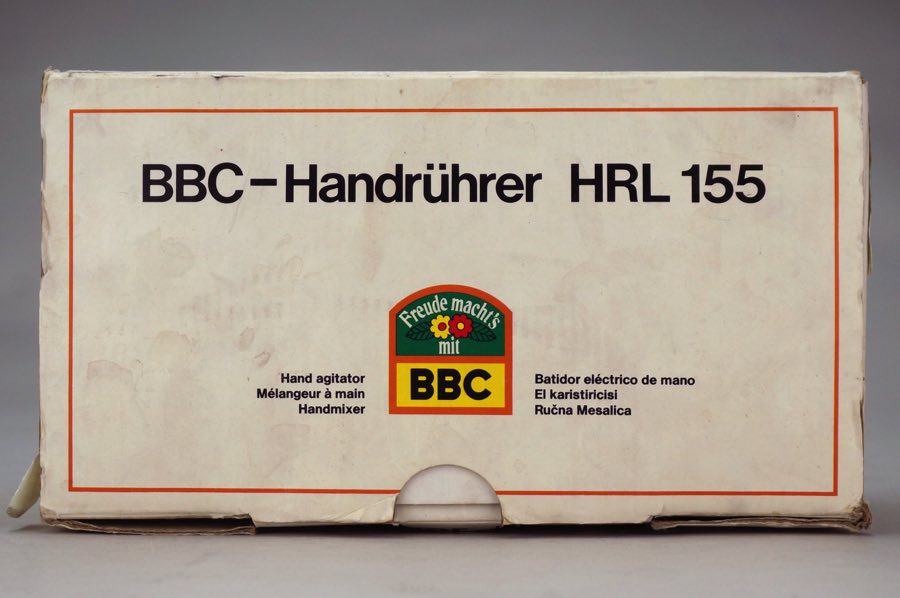 BBC-Handrührer HRL 155
Freude macht's
mit
BBC
Hand agitator
Mélangeur à main
Handmixer
Batidor eléctrico de mano
El karistiricisi
Ručna Mesalica